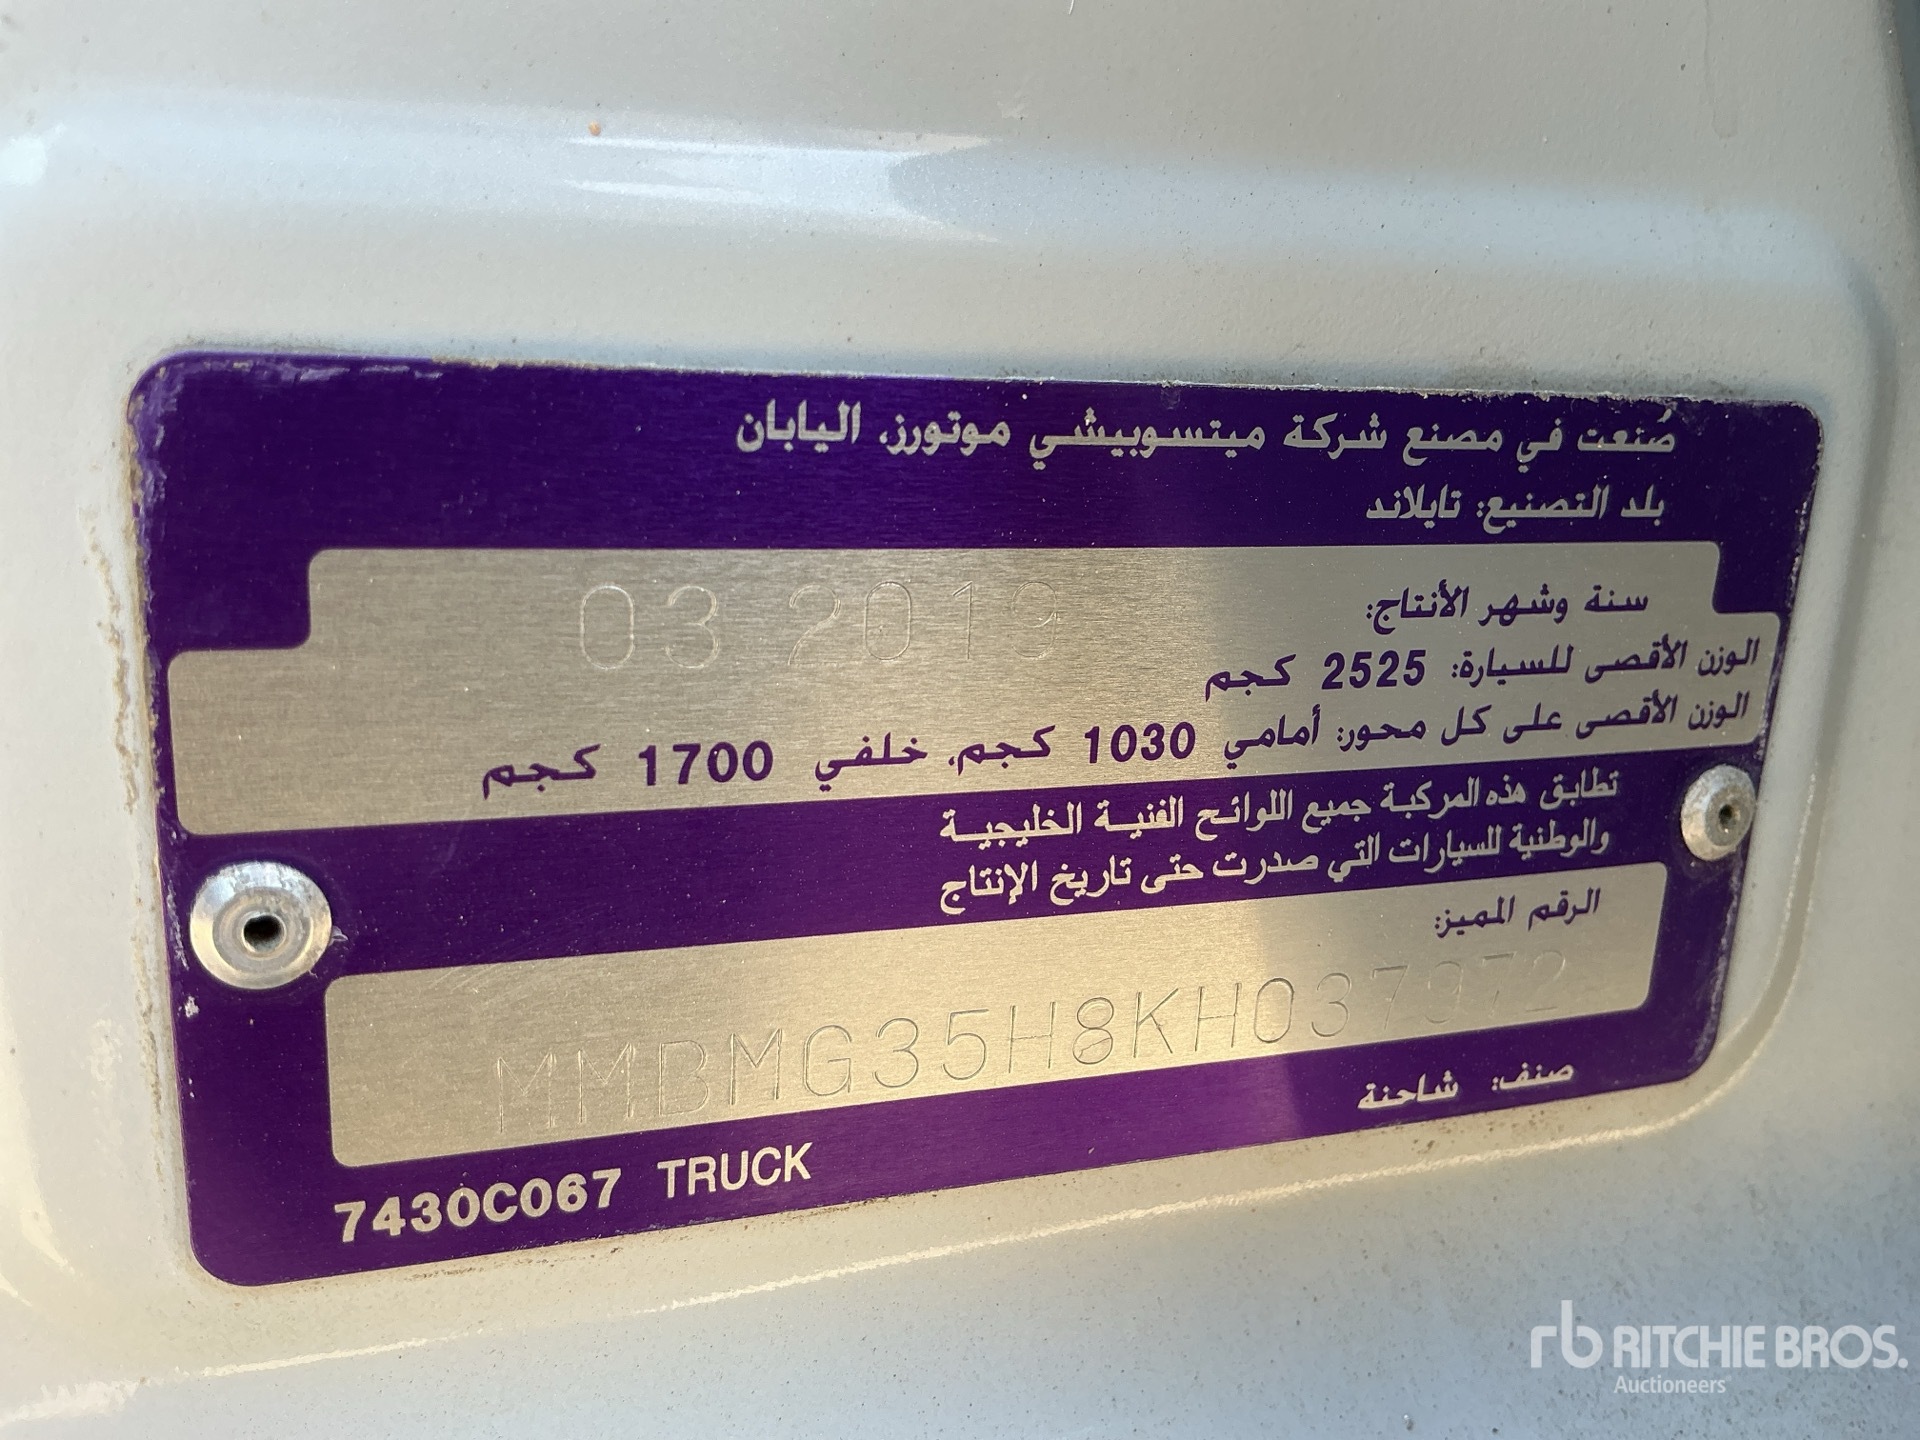 صُنعت في مصنع شركة ميتسوبيشي موتورز، اليابان
بلد التصنيع: تايلاند
سنة وشهر الأنتاج: 03 2019
الوزن الأقصى للسيارة: 2525 كجم
الوزن الأقصى على كل محور: أمامي 1030 كجم، خلفي 1700 كجم
تطابق هذه المركبة جميع اللوائح الفنية الخليجية
والوطنية للسيارات التي صدرت حتى تاريخ الإنتاج
الرقم المميز:
MMBMG35H8KH037972
صنف: شاحنة
7430C067 TRUCK
rb RITCHIE BROS.
Auctioneers